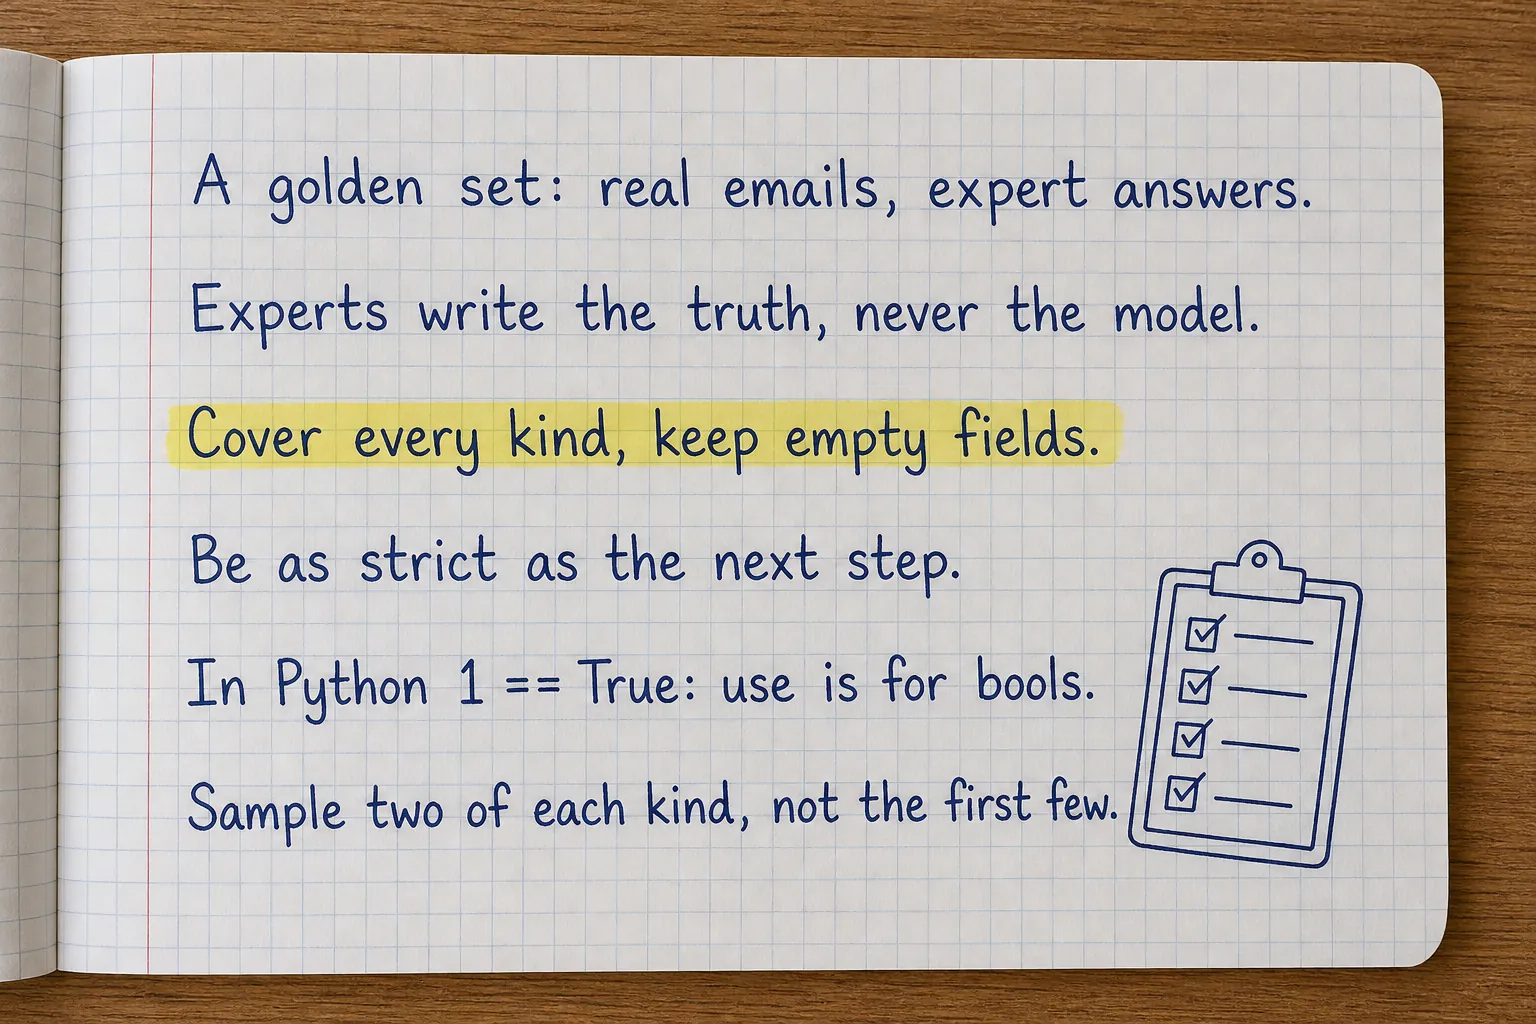 A golden set: real emails, expert answers.
Experts write the truth, never the model.
Cover every kind, keep empty fields.
Be as strict as the next step.
In Python 1 == True: use is for bools.
Sample two of each kind, not the first few.